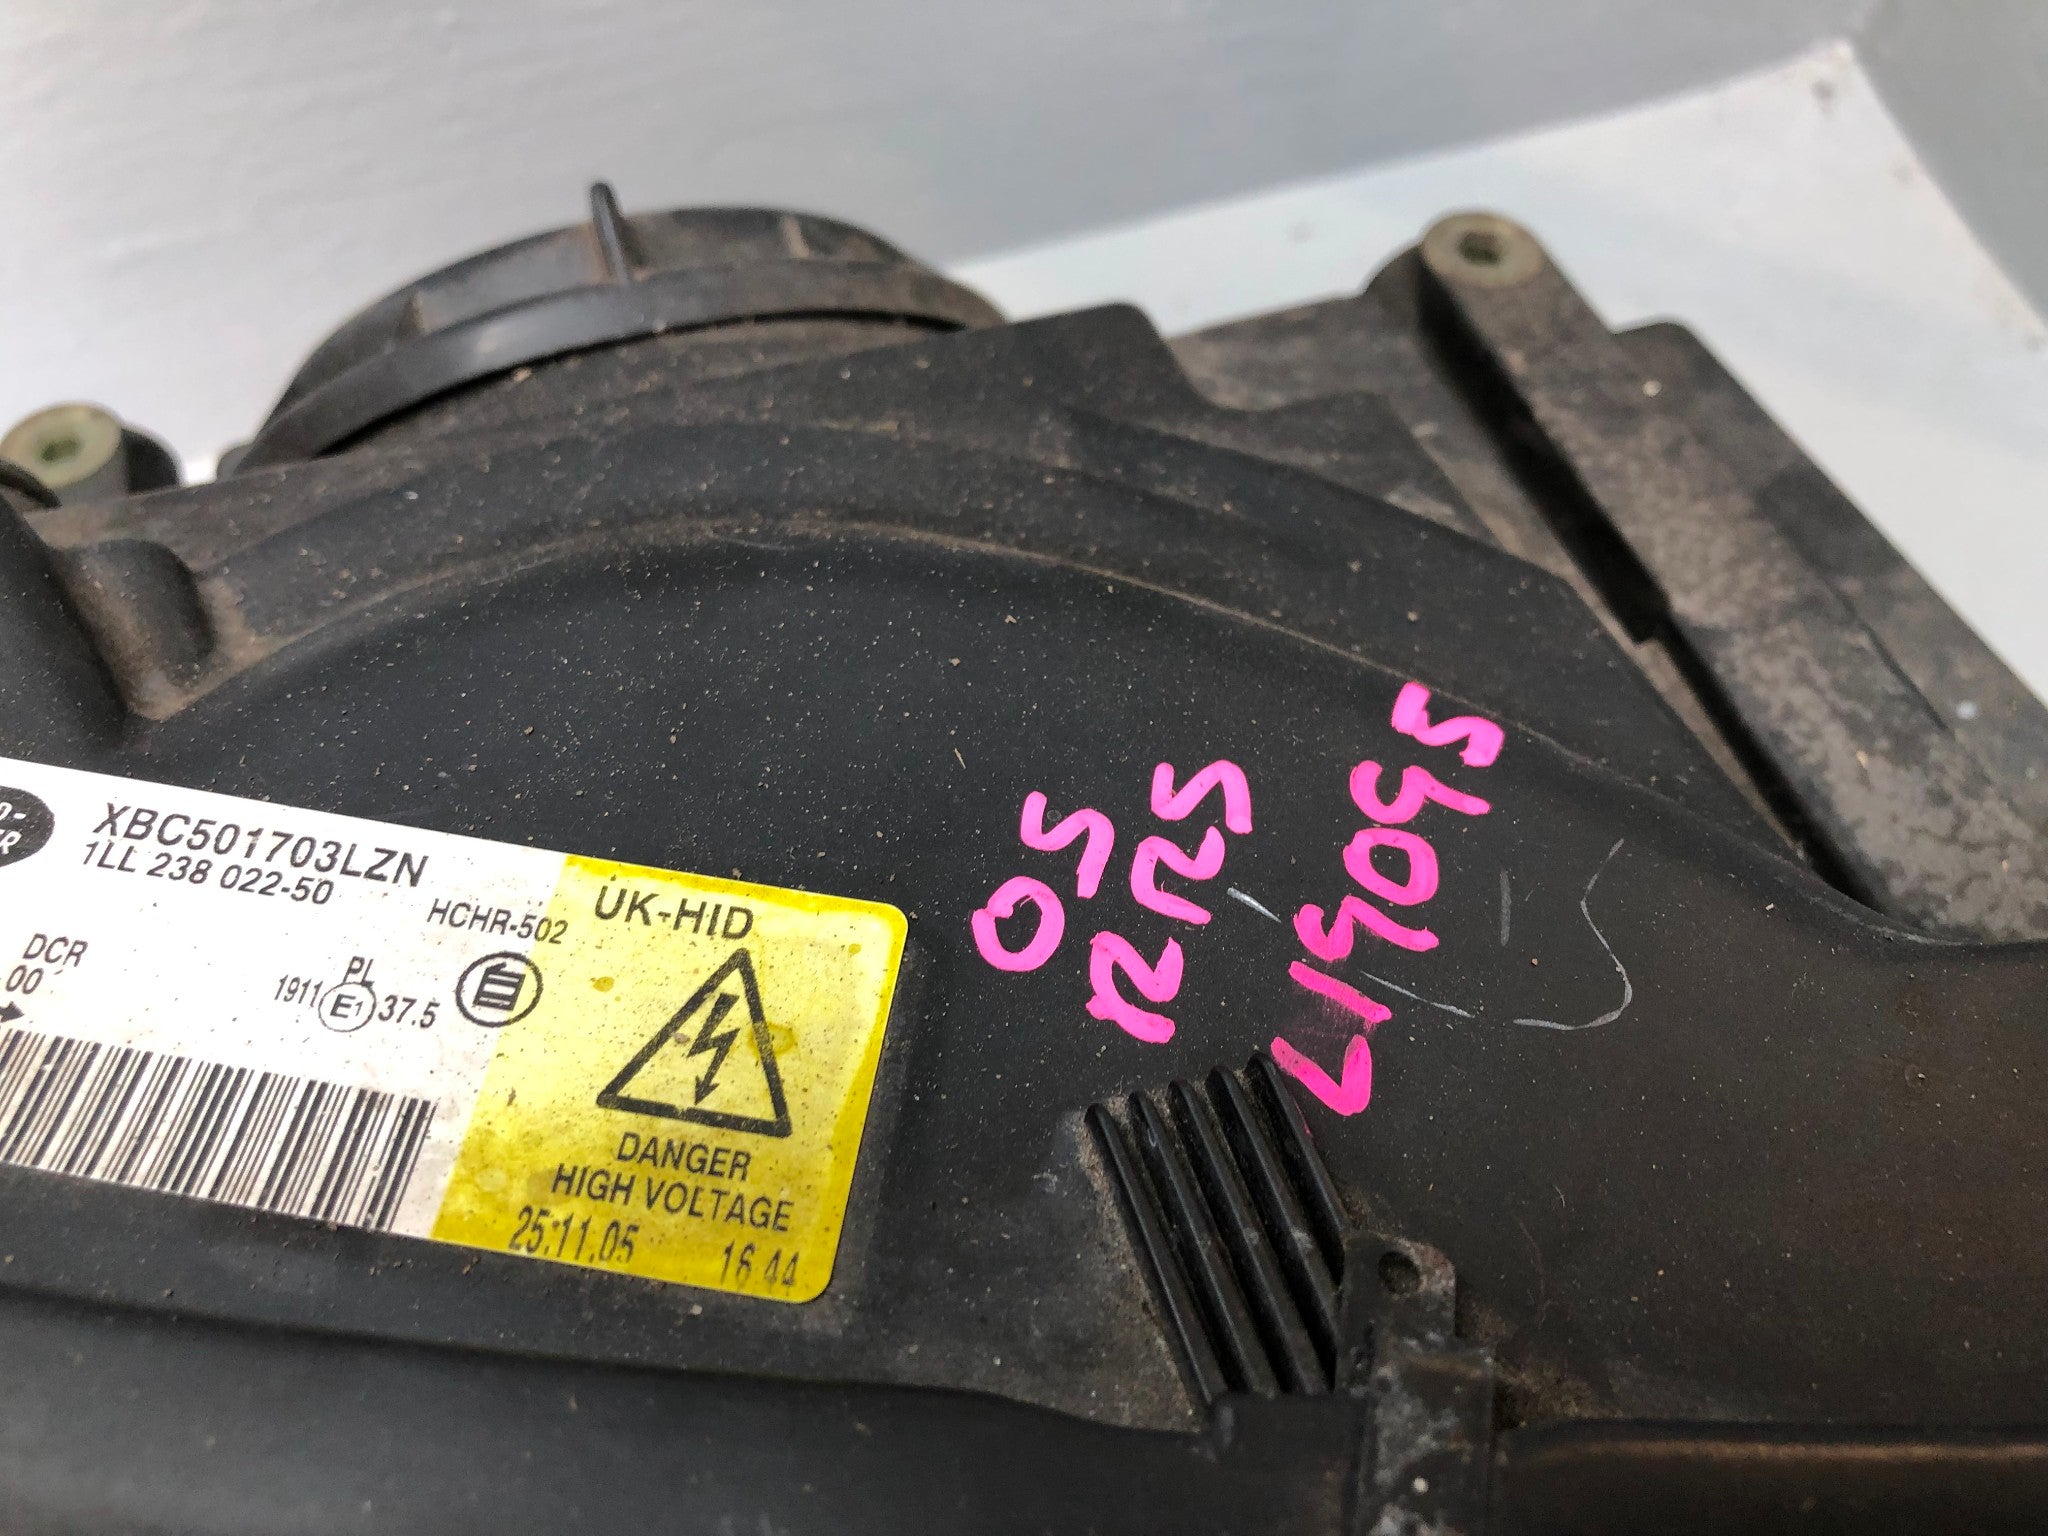 XBC501703LZN
1LL 238 022-50
HCHR-502
DCR
00
PL
1911 E1 37.5
UK-HID
DANGER
HIGH VOLTAGE
25.11.05 16:44
OS
RRS
L19095